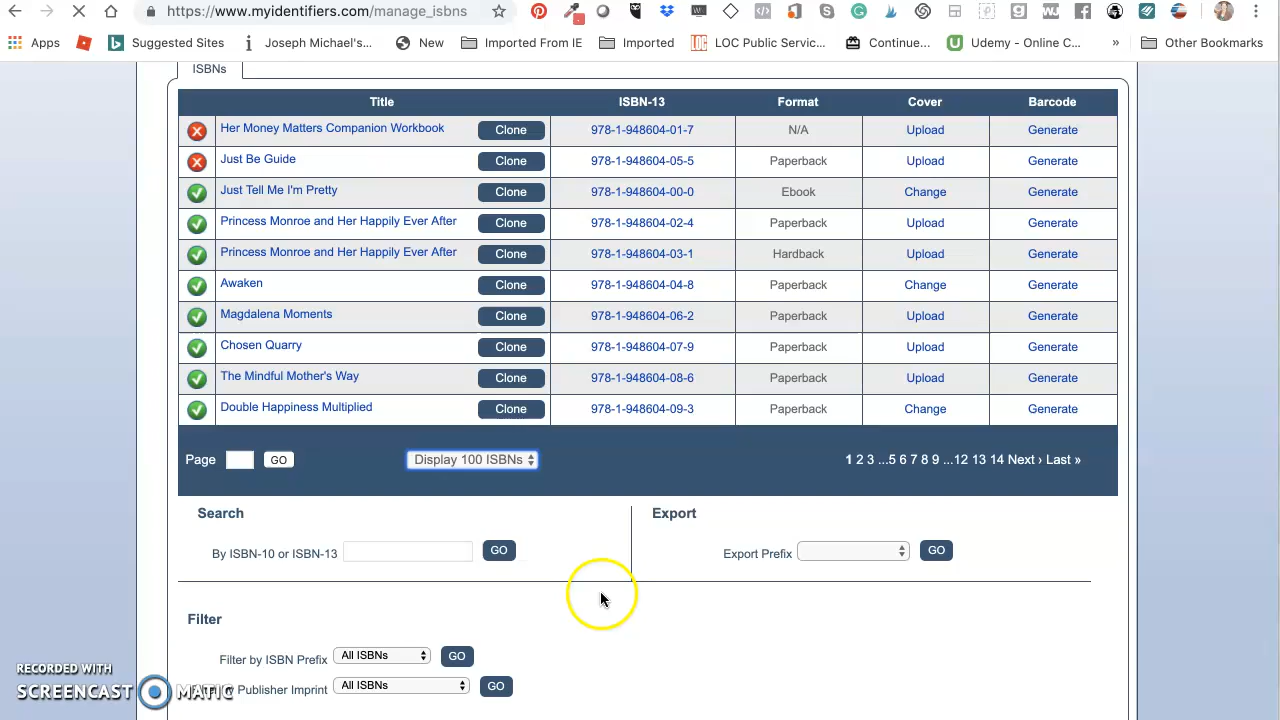 https://www.myidentifiers.com/manage_isbns
Apps Suggested Sites Joseph Michael's... New Imported From IE Imported LOC Public Servic... Continue... Udemy - Online C... » Other Bookmarks
ISBNs
Title ISBN-13 Format Cover Barcode
Her Money Matters Companion Workbook Clone 978-1-948604-01-7 N/A Upload Generate
Just Be Guide Clone 978-1-948604-05-5 Paperback Upload Generate
Just Tell Me I'm Pretty Clone 978-1-948604-00-0 Ebook Change Generate
Princess Monroe and Her Happily Ever After Clone 978-1-948604-02-4 Paperback Upload Generate
Princess Monroe and Her Happily Ever After Clone 978-1-948604-03-1 Hardback Upload Generate
Awaken Clone 978-1-948604-04-8 Paperback Change Generate
Magdalena Moments Clone 978-1-948604-06-2 Paperback Upload Generate
Chosen Quarry Clone 978-1-948604-07-9 Paperback Upload Generate
The Mindful Mother's Way Clone 978-1-948604-08-6 Paperback Upload Generate
Double Happiness Multiplied Clone 978-1-948604-09-3 Paperback Change Generate
Page GO Display 100 ISBNs 1 2 3 ...5 6 7 8 9 ...12 13 14 Next › Last »
Search Export
By ISBN-10 or ISBN-13 GO Export Prefix GO
Filter
Filter by ISBN Prefix All ISBNs GO
Publisher Imprint All ISBNs GO
RECORDED WITH
SCREENCAST MATIC